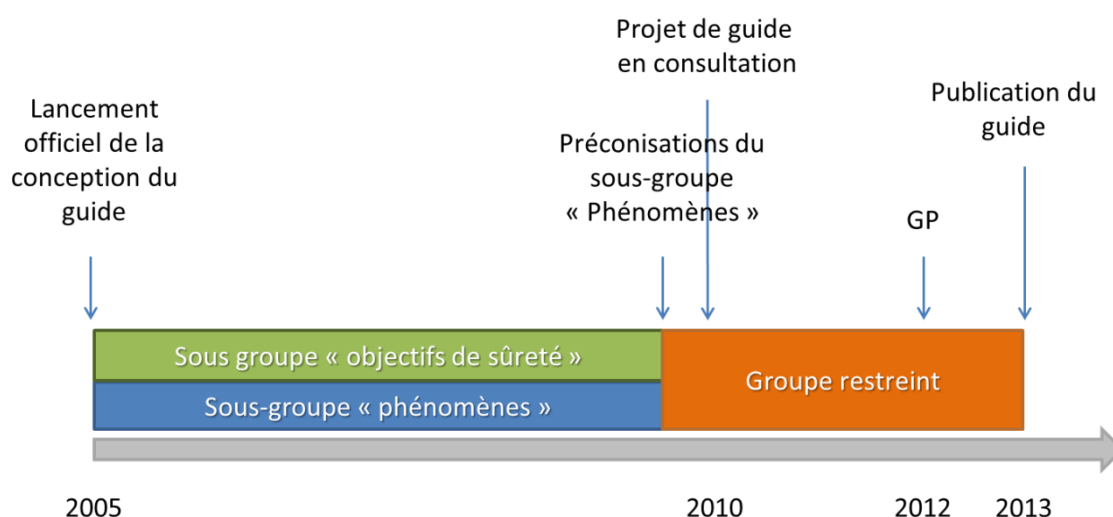 Projet de guide
en consultation
Lancement
officiel de la
conception du
guide
Préconisations du
sous-groupe
« Phénomènes »
Publication du
guide
GP
Sous groupe « objectifs de sûreté »
Sous-groupe « phénomènes »
Groupe restreint
2005
2010
2012
2013